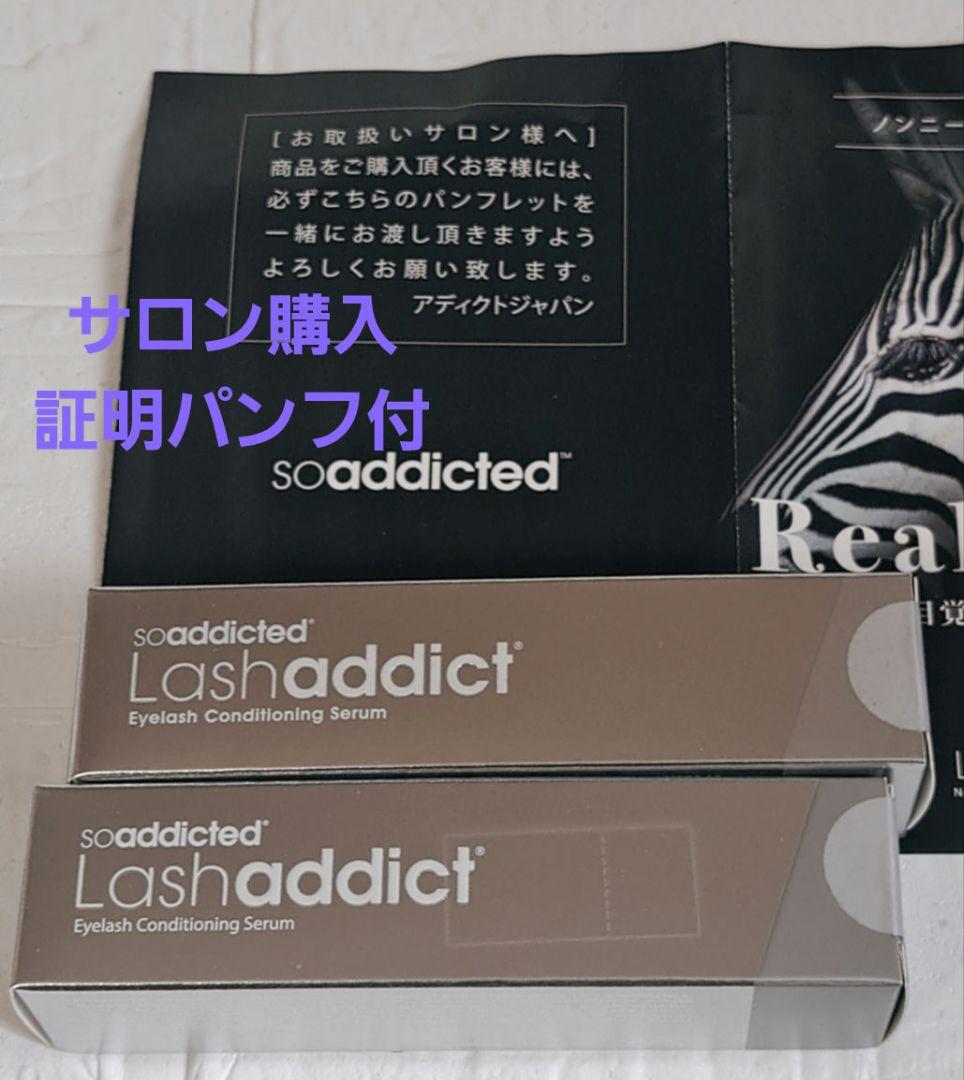 [お取扱いサロン様へ]
商品をご購入頂くお客様には、
必ずこちらのパンフレットを
一緒にお渡し頂きますよう
よろしくお願い致します。
アディクトジャパン
ノンニー
サロン購入
証明パンフ付
soaddicted™
Real
目覚
soaddicted®
Lashaddict®
Eyelash Conditioning Serum
soaddicted®
Lashaddict®
Eyelash Conditioning Serum